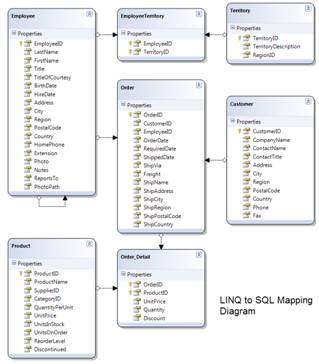 Employee
Properties
EmployeeID
LastName
FirstName
Title
TitleOfCourtesy
BirthDate
HireDate
Address
City
Region
PostalCode
Country
HomePhone
Extension
Photo
Notes
ReportsTo
PhotoPath
EmployeeTerritory
Properties
EmployeeID
TerritoryID
Territory
Properties
TerritoryID
TerritoryDescription
RegionID
Order
Properties
OrderID
CustomerID
EmployeeID
OrderDate
RequiredDate
ShippedDate
ShipVia
Freight
ShipName
ShipAddress
ShipCity
ShipRegion
ShipPostalCode
ShipCountry
Customer
Properties
CustomerID
CompanyName
ContactName
ContactTitle
Address
City
Region
PostalCode
Country
Phone
Fax
Product
Properties
ProductID
ProductName
SupplierID
CategoryID
QuantityPerUnit
UnitPrice
UnitsInStock
UnitsOnOrder
ReorderLevel
Discontinued
Order_Detail
Properties
OrderID
ProductID
UnitPrice
Quantity
Discount
LINQ to SQL Mapping
Diagram